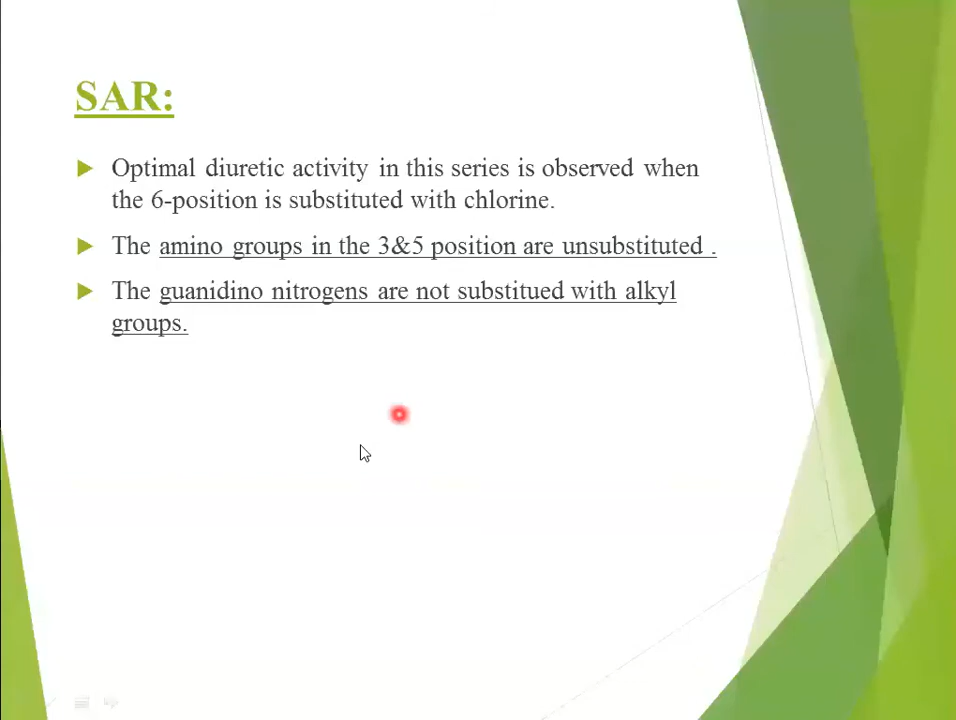 SAR:
Optimal diuretic activity in this series is observed when
the 6-position is substituted with chlorine.
The amino groups in the 3&5 position are unsubstituted .
The guanidino nitrogens are not substitued with alkyl
groups.